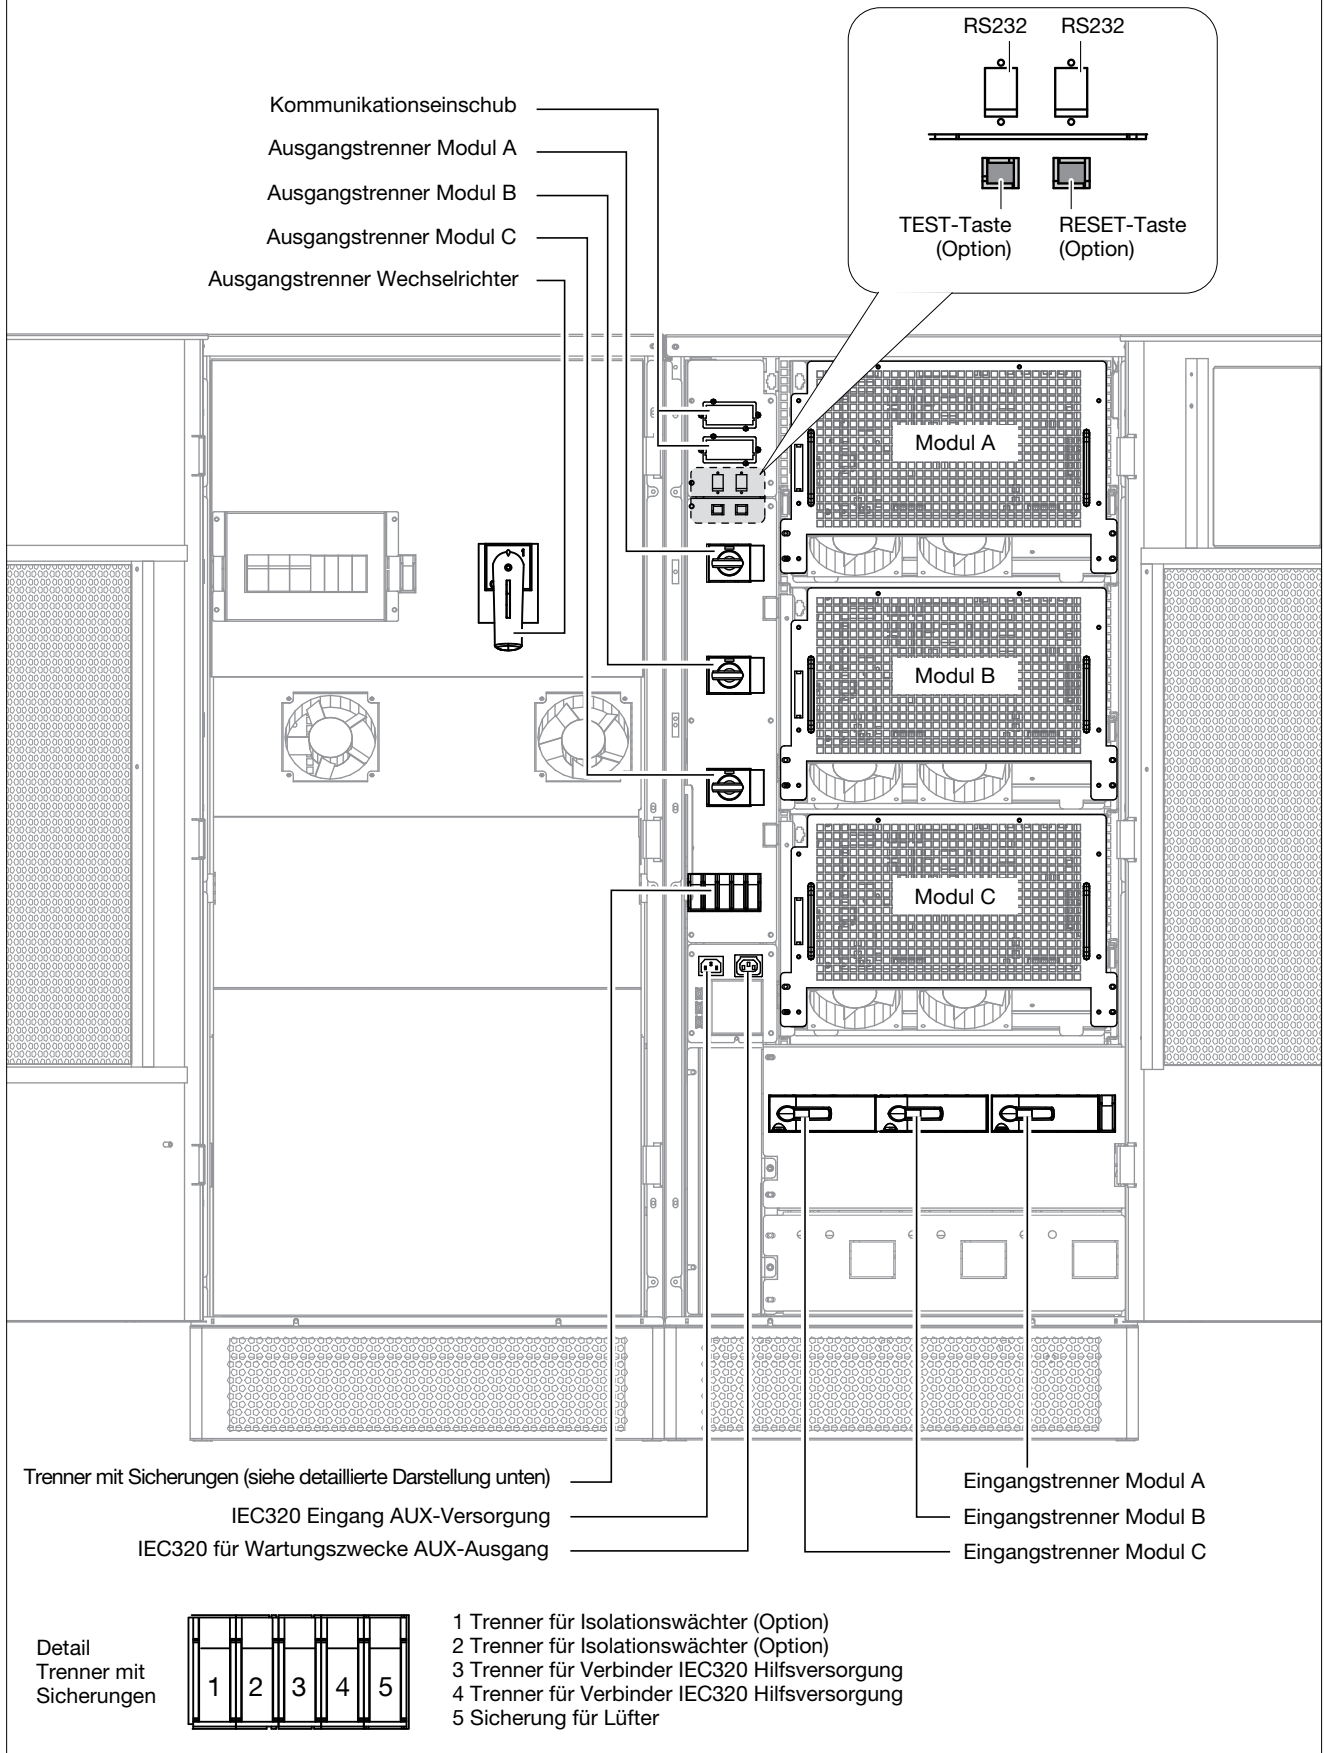 RS232
RS232
TEST-Taste
(Option)
RESET-Taste
(Option)
Kommunikationseinschub
Ausgangstrenner Modul A
Ausgangstrenner Modul B
Ausgangstrenner Modul C
Ausgangstrenner Wechselrichter
Modul A
Modul B
Modul C
Trenner mit Sicherungen (siehe detaillierte Darstellung unten)
IEC320 Eingang AUX-Versorgung
IEC320 für Wartungszwecke AUX-Ausgang
Eingangstrenner Modul A
Eingangstrenner Modul B
Eingangstrenner Modul C
Detail
Trenner mit
Sicherungen
1 2 3 4 5
1 Trenner für Isolationswächter (Option)
2 Trenner für Isolationswächter (Option)
3 Trenner für Verbinder IEC320 Hilfsversorgung
4 Trenner für Verbinder IEC320 Hilfsversorgung
5 Sicherung für Lüfter